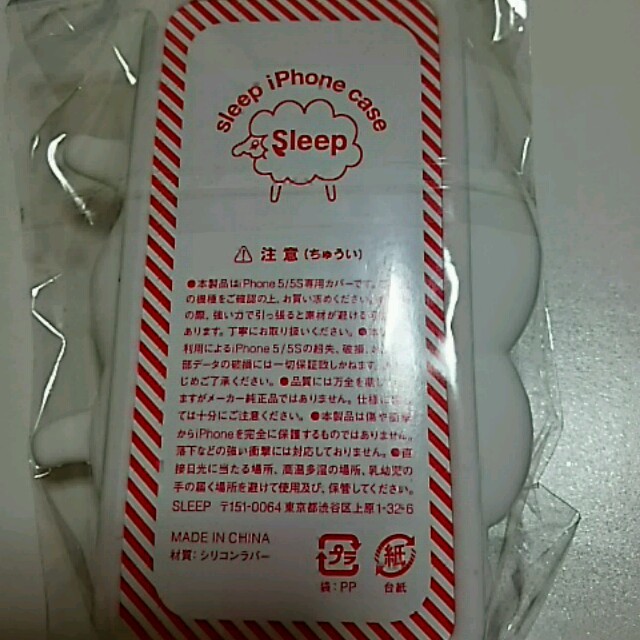 sleep iPhone case
Sleep
⚠ 注意(ちゅうい)
●本製品はiPhone 5/5S専用カバーです。
の機種をご確認の上、お買い求めください。
の際、強い力で引っ張ると素材が避ける
あります。丁寧にお取り扱いください。●本
利用によるiPhone 5/5Sの紛失、破損、
部データの破損には一切保証致しかねます
じめご了承ください。●品質には万全を
ますがメーカー純正品ではありません。仕様に
ては十分にご注意ください。●本製品は傷や衝撃
からiPhoneを完全に保護するものではありません。
落下などの強い衝撃には対応しておりません。●直
接日光に当たる場所、高温多湿の場所、乳幼児の
手の届く場所を避けて使用及び、保管してください。
SLEEP 〒151-0064 東京都渋谷区上原1-32-6
MADE IN CHINA
材質:シリコンラバー
プラ
袋:PP
紙
台紙